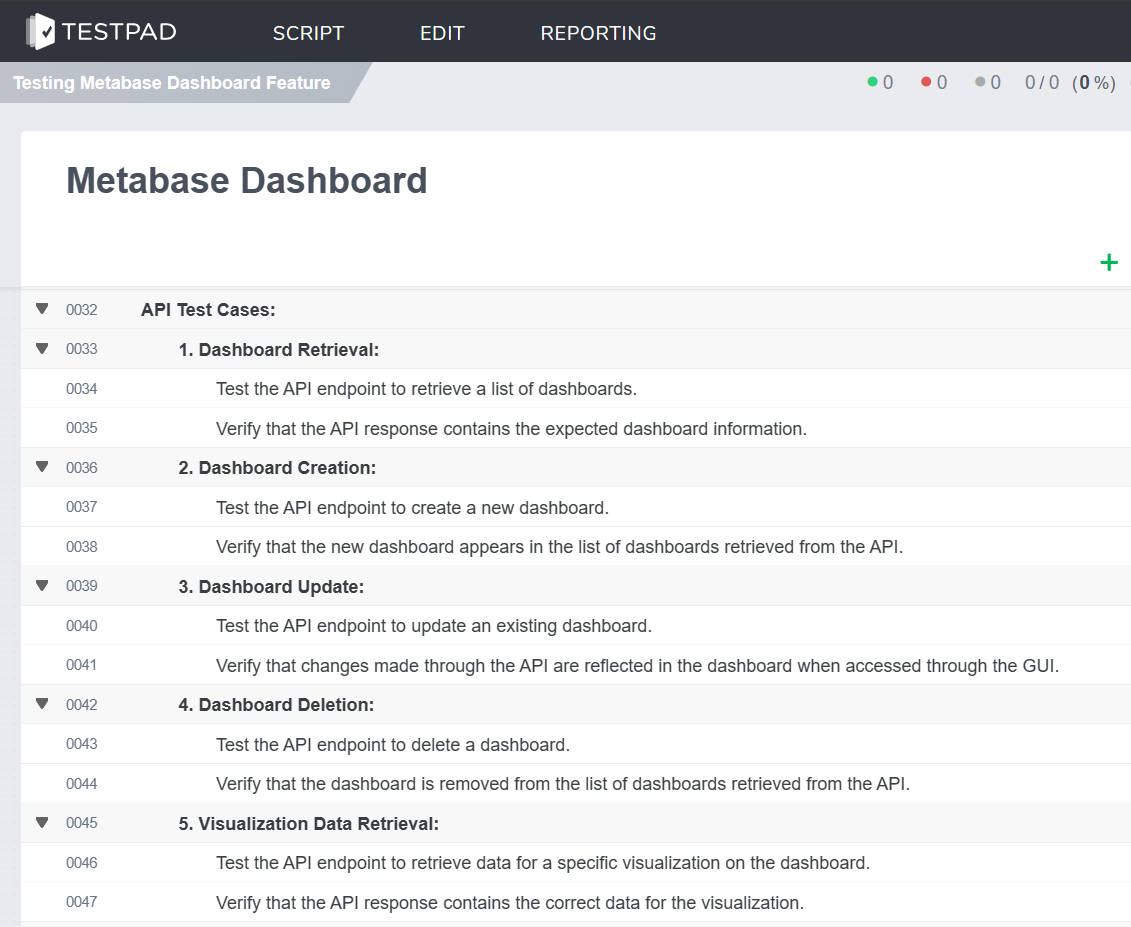 TESTPAD SCRIPT EDIT REPORTING
Testing Metabase Dashboard Feature 0 0 0 0 / 0 (0 %)
Metabase Dashboard
+
0032 API Test Cases:
0033 1. Dashboard Retrieval:
0034 Test the API endpoint to retrieve a list of dashboards.
0035 Verify that the API response contains the expected dashboard information.
0036 2. Dashboard Creation:
0037 Test the API endpoint to create a new dashboard.
0038 Verify that the new dashboard appears in the list of dashboards retrieved from the API.
0039 3. Dashboard Update:
0040 Test the API endpoint to update an existing dashboard.
0041 Verify that changes made through the API are reflected in the dashboard when accessed through the GUI.
0042 4. Dashboard Deletion:
0043 Test the API endpoint to delete a dashboard.
0044 Verify that the dashboard is removed from the list of dashboards retrieved from the API.
0045 5. Visualization Data Retrieval:
0046 Test the API endpoint to retrieve data for a specific visualization on the dashboard.
0047 Verify that the API response contains the correct data for the visualization.